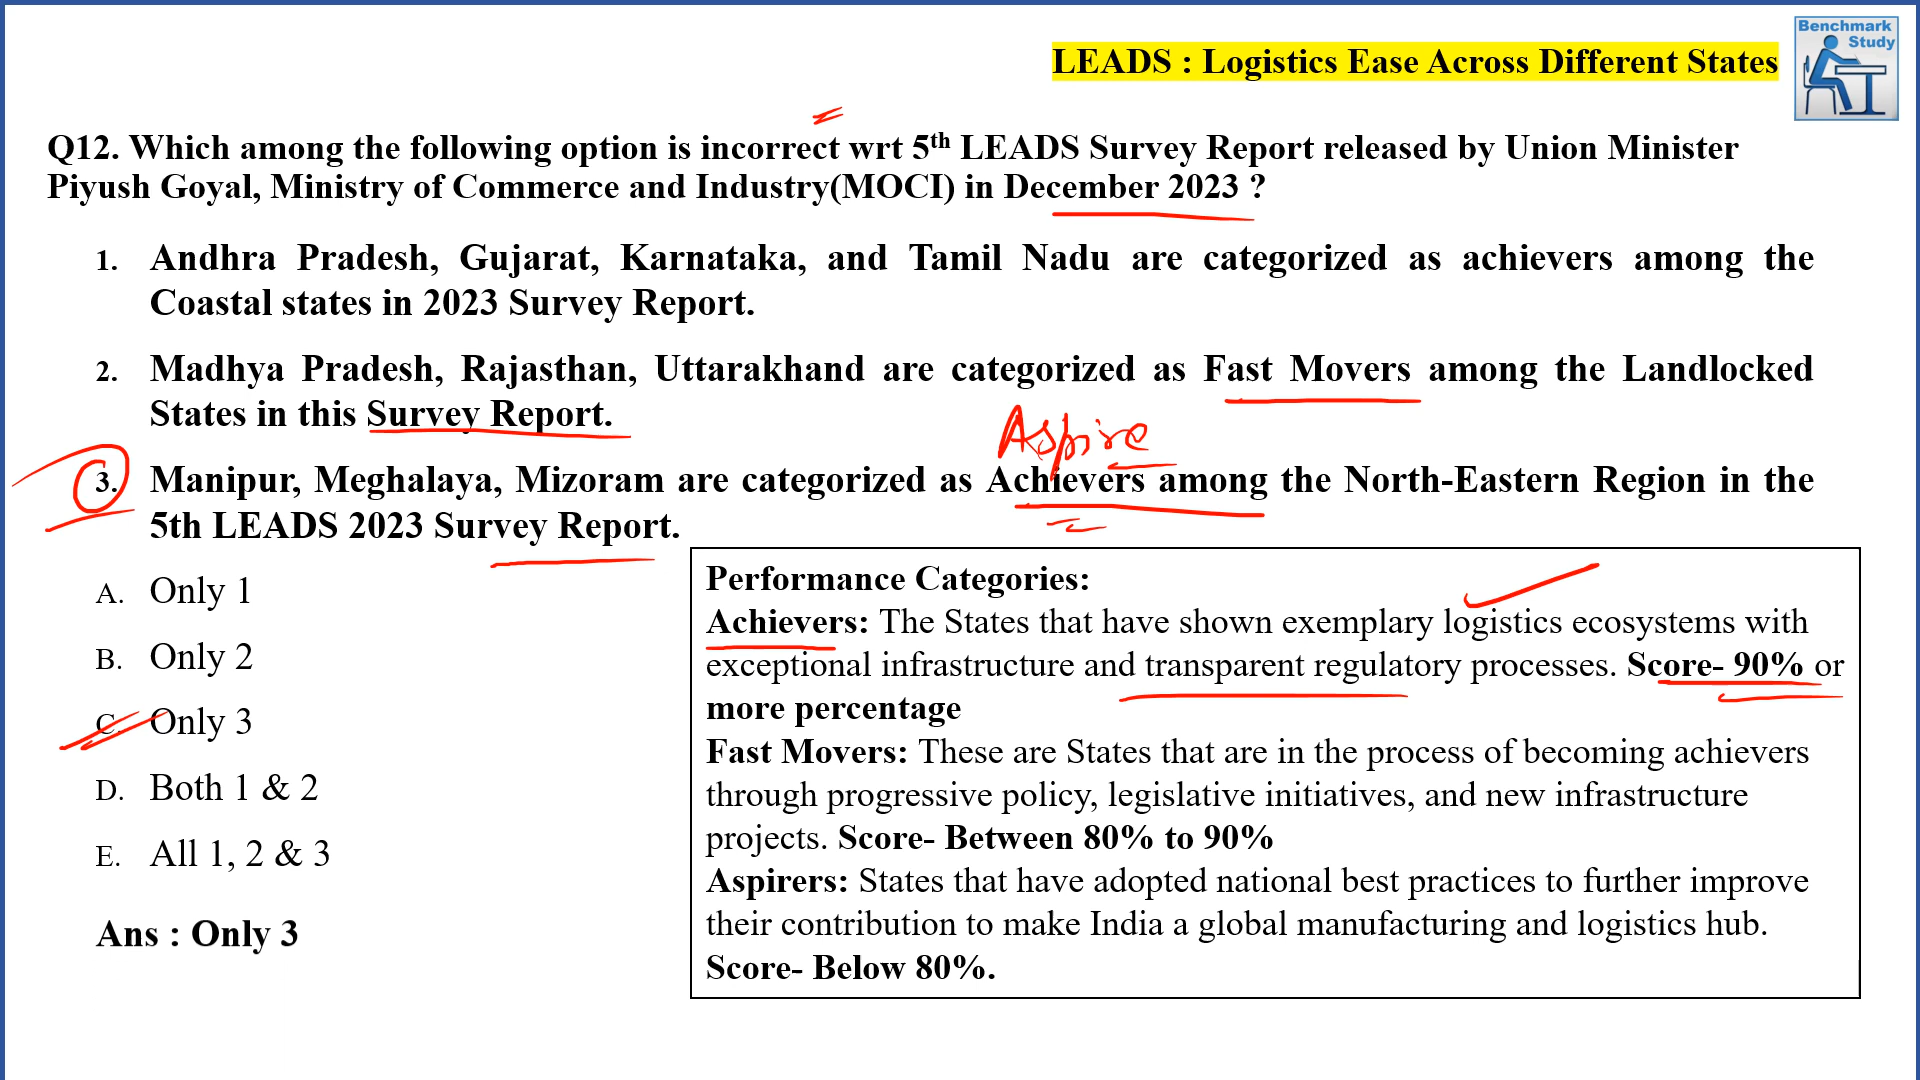 Benchmark
Study
LEADS : Logistics Ease Across Different States
Q12. Which among the following option is incorrect wrt 5th LEADS Survey Report released by Union Minister
Piyush Goyal, Ministry of Commerce and Industry(MOCI) in December 2023 ?
1. Andhra Pradesh, Gujarat, Karnataka, and Tamil Nadu are categorized as achievers among the
Coastal states in 2023 Survey Report.
2. Madhya Pradesh, Rajasthan, Uttarakhand are categorized as Fast Movers among the Landlocked
States in this Survey Report.
Aspire
3. Manipur, Meghalaya, Mizoram are categorized as Achievers among the North-Eastern Region in the
5th LEADS 2023 Survey Report.
A. Only 1
B. Only 2
C. Only 3
D. Both 1 & 2
E. All 1, 2 & 3
Ans : Only 3
Performance Categories:
Achievers: The States that have shown exemplary logistics ecosystems with
exceptional infrastructure and transparent regulatory processes. Score- 90% or
more percentage
Fast Movers: These are States that are in the process of becoming achievers
through progressive policy, legislative initiatives, and new infrastructure
projects. Score- Between 80% to 90%
Aspirers: States that have adopted national best practices to further improve
their contribution to make India a global manufacturing and logistics hub.
Score- Below 80%.